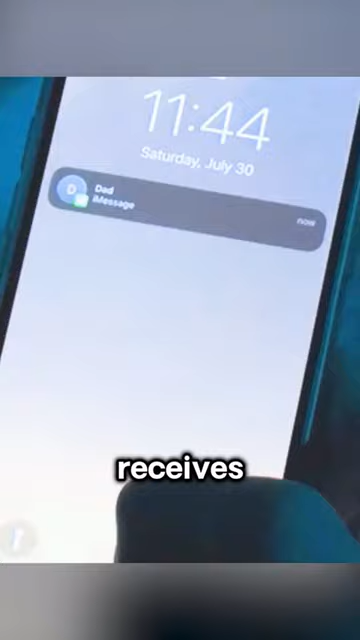 11:44
Saturday, July 30
D
Dad
iMessage
now
receives